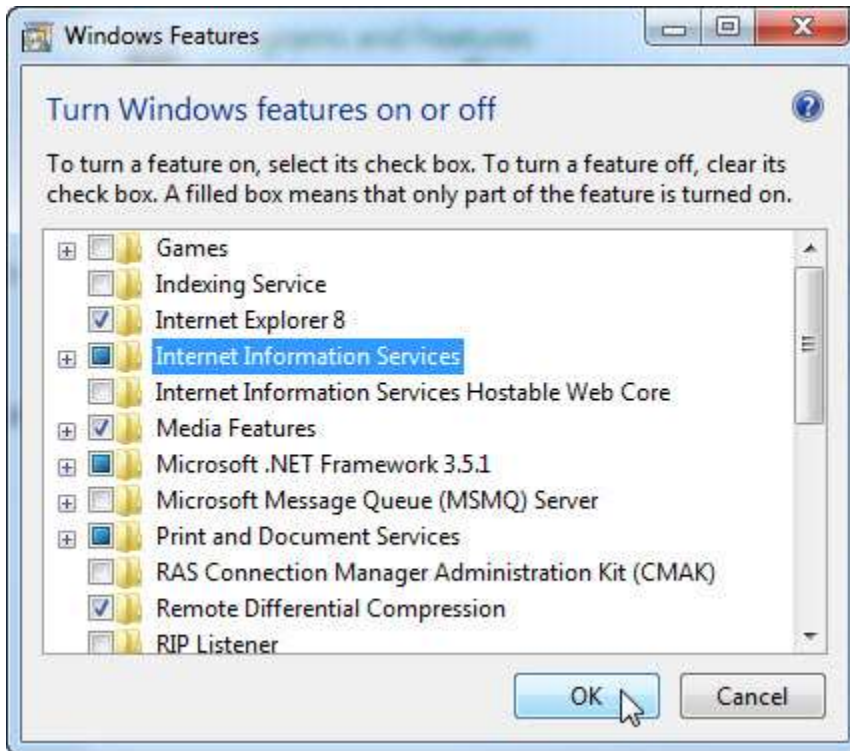 Windows Features
Turn Windows features on or off
To turn a feature on, select its check box. To turn a feature off, clear its
check box. A filled box means that only part of the feature is turned on.
Games
Indexing Service
Internet Explorer 8
Internet Information Services
Internet Information Services Hostable Web Core
Media Features
Microsoft .NET Framework 3.5.1
Microsoft Message Queue (MSMQ) Server
Print and Document Services
RAS Connection Manager Administration Kit (CMAK)
Remote Differential Compression
RIP Listener
OK Cancel